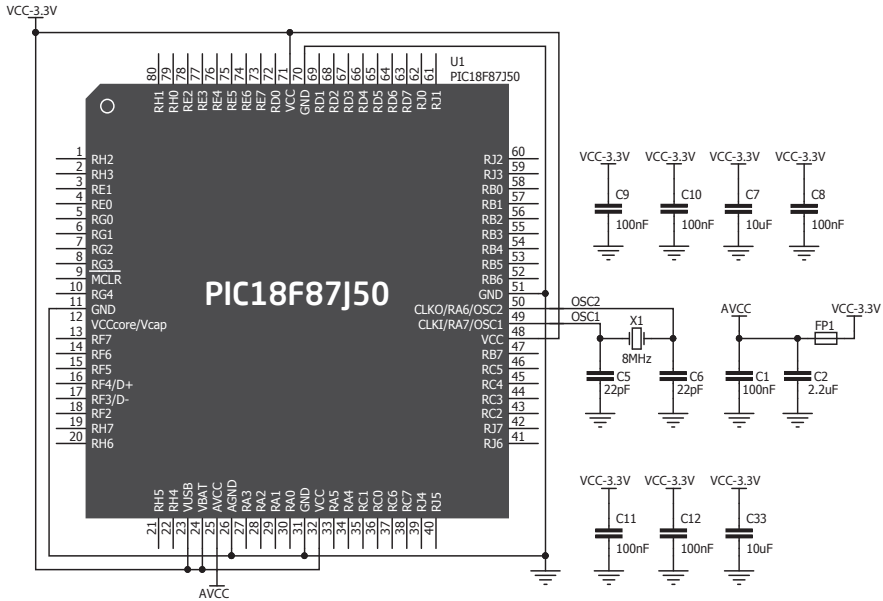 VCC-3.3V
U1
PIC18F87J50
80 79 78 77 76 75 74 73 72 71 70 69 68 67 66 65 64 63 62 61
RH1 RH0 RE2 RE3 RE4 RE5 RE6 RE7 RD0 VCC GND RD1 RD2 RD3 RD4 RD5 RD6 RD7 RJ0 RJ1
1 RH2
2 RH3
3 RE1
4 RE0
5 RG0
6 RG1
7 RG2
8 RG3
9 MCLR
10 RG4
11 GND
12 VCCcore/Vcap
13 RF7
14 RF6
15 RF5
16 RF4/D+
17 RF3/D-
18 RF2
19 RH7
20 RH6
PIC18F87J50
RJ2 60
RJ3 59
RB0 58
RB1 57
RB2 56
RB3 55
RB4 54
RB5 53
RB6 52
GND 51
CLKO/RA6/OSC2 50
CLKI/RA7/OSC1 49
VCC 48
RB7 47
RC5 46
RC4 45
RC3 44
RC2 43
RJ7 42
RJ6 41
RH5 RH4 VUSB VBAT AVCC AGND RA3 RA2 RA1 RA0 GND VCC RA5 RA4 RC1 RC0 RC6 RC7 RJ4 RJ5
21 22 23 24 25 26 27 28 29 30 31 32 33 34 35 36 37 38 39 40
AVCC
OSC2
OSC1
X1
8MHz
C5
22pF
C6
22pF
VCC-3.3V VCC-3.3V VCC-3.3V VCC-3.3V
C9 C10 C7 C8
100nF 100nF 10uF 100nF
AVCC
VCC-3.3V
FP1
C1 C2
100nF 2.2uF
VCC-3.3V VCC-3.3V VCC-3.3V
C11 C12 C33
100nF 100nF 10uF